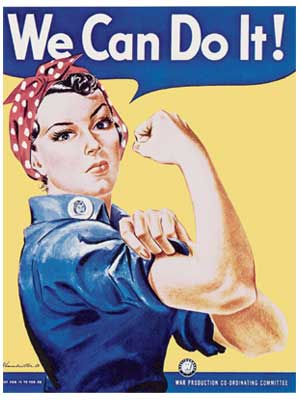 We Can Do It!
WAR PRODUCTION CO-ORDINATING COMMITTEE